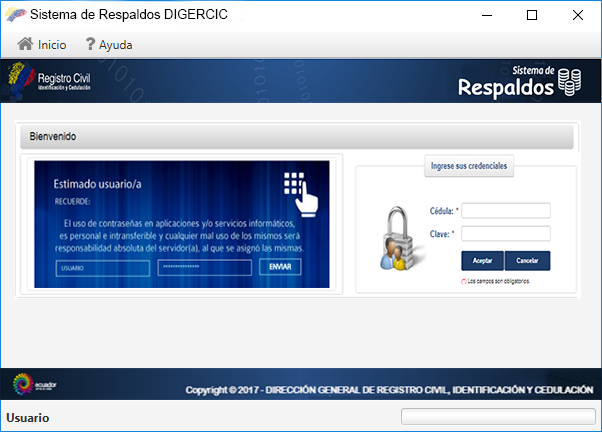 Sistema de Respaldos DIGERCIC
Inicio
? Ayuda
Registro Civil
Identificación y Cedulación
Sistema de
Respaldos
Bienvenido
Estimado usuario/a
RECUERDE:
El uso de contraseñas en aplicaciones y/o servicios informáticos,
es personal e intransferible y cualquier mal uso de los mismos será
responsabilidad absoluta del servidor(a), al que se asignó las mismas.
USUARIO
***************
ENVIAR
Ingrese sus credenciales
Cédula: *
Clave: *
Aceptar
Cancelar
(*) Los campos son obligatorios.
ecuador
Copyright © 2017 - DIRECCIÓN GENERAL DE REGISTRO CIVIL, IDENTIFICACIÓN Y CEDULACIÓN
Usuario